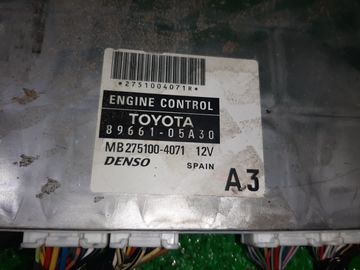 *2751004071R*
ENGINE CONTROL
TOYOTA
89661-05A30
MB275100-4071 12V
DENSO SPAIN
A3